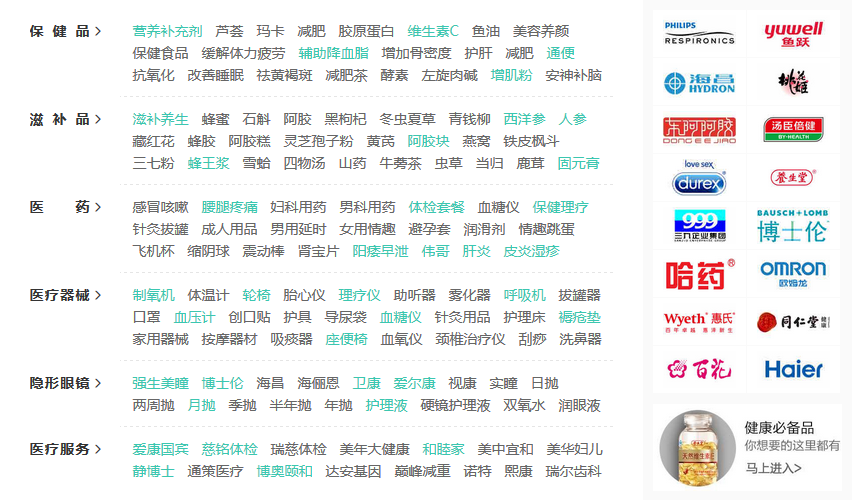 保健品 >
营养补充剂 芦荟 玛卡 减肥 胶原蛋白 维生素C 鱼油 美容养颜
保健食品 缓解体力疲劳 辅助降血脂 增加骨密度 护肝 减肥 通便
抗氧化 改善睡眠 祛黄褐斑 减肥茶 酵素 左旋肉碱 增肌粉 安神补脑
滋补品 >
滋补养生 蜂蜜 石斛 阿胶 黑枸杞 冬虫夏草 青钱柳 西洋参 人参
藏红花 蜂胶 阿胶糕 灵芝孢子粉 黄芪 阿胶块 燕窝 铁皮枫斗
三七粉 蜂王浆 雪蛤 四物汤 山药 牛蒡茶 虫草 当归 鹿茸 固元膏
医药 >
感冒咳嗽 腰腿疼痛 妇科用药 男科用药 体检套餐 血糖仪 保健理疗
针灸拔罐 成人用品 男用延时 女用情趣 避孕套 润滑剂 情趣跳蛋
飞机杯 缩阴球 震动棒 肾宝片 阳痿早泄 伟哥 肝炎 皮炎湿疹
医疗器械 >
制氧机 体温计 轮椅 胎心仪 理疗仪 助听器 雾化器 呼吸机 拔罐器
口罩 血压计 创口贴 护具 导尿袋 血糖仪 针灸用品 护理床 褥疮垫
家用器械 按摩器材 吸痰器 座便椅 血氧仪 颈椎治疗仪 刮痧 洗鼻器
隐形眼镜 >
强生美瞳 博士伦 海昌 海俪恩 卫康 爱尔康 视康 实瞳 日抛
两周抛 月抛 季抛 半年抛 年抛 护理液 硬镜护理液 双氧水 润眼液
医疗服务 >
爱康国宾 慈铭体检 瑞慈体检 美年大健康 和睦家 美中宜和 美华妇儿
静博士 通策医疗 博奥颐和 达安基因 巅峰减重 诺特 熙康 瑞尔齿科
PHILIPS
RESPIRONICS
yuwell
鱼跃
海昌
HYDRON
桃花姬
东阿阿胶
DONG EE JIAO
汤臣倍健
BY-HEALTH
love sex
durex
養生堂
999
三九企业集团
BAUSCH + LOMB
博士伦
哈药
OMRON
欧姆龙
Wyeth 惠氏
同仁堂 健康
百花
Haier
天然维生素E
健康必备品
你想要的这里都有
马上进入>